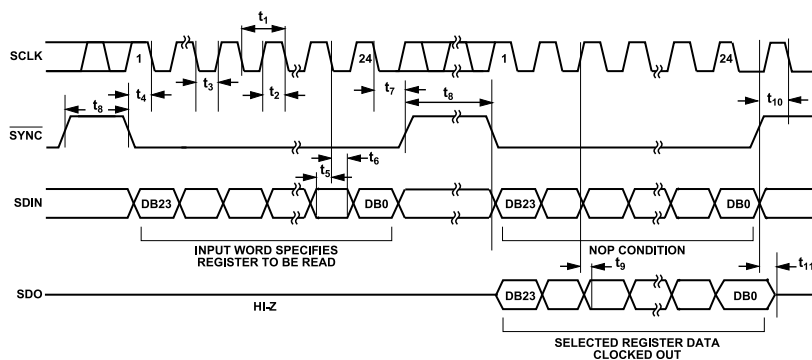 t1
SCLK
1
24
1
24
t4
t3
t2
t7
t8
t10
t8
SYNC
t5
t6
SDIN
DB23
DB0
DB23
DB0
INPUT WORD SPECIFIES
REGISTER TO BE READ
NOP CONDITION
t9
t11
SDO
HI-Z
DB23
DB0
SELECTED REGISTER DATA
CLOCKED OUT